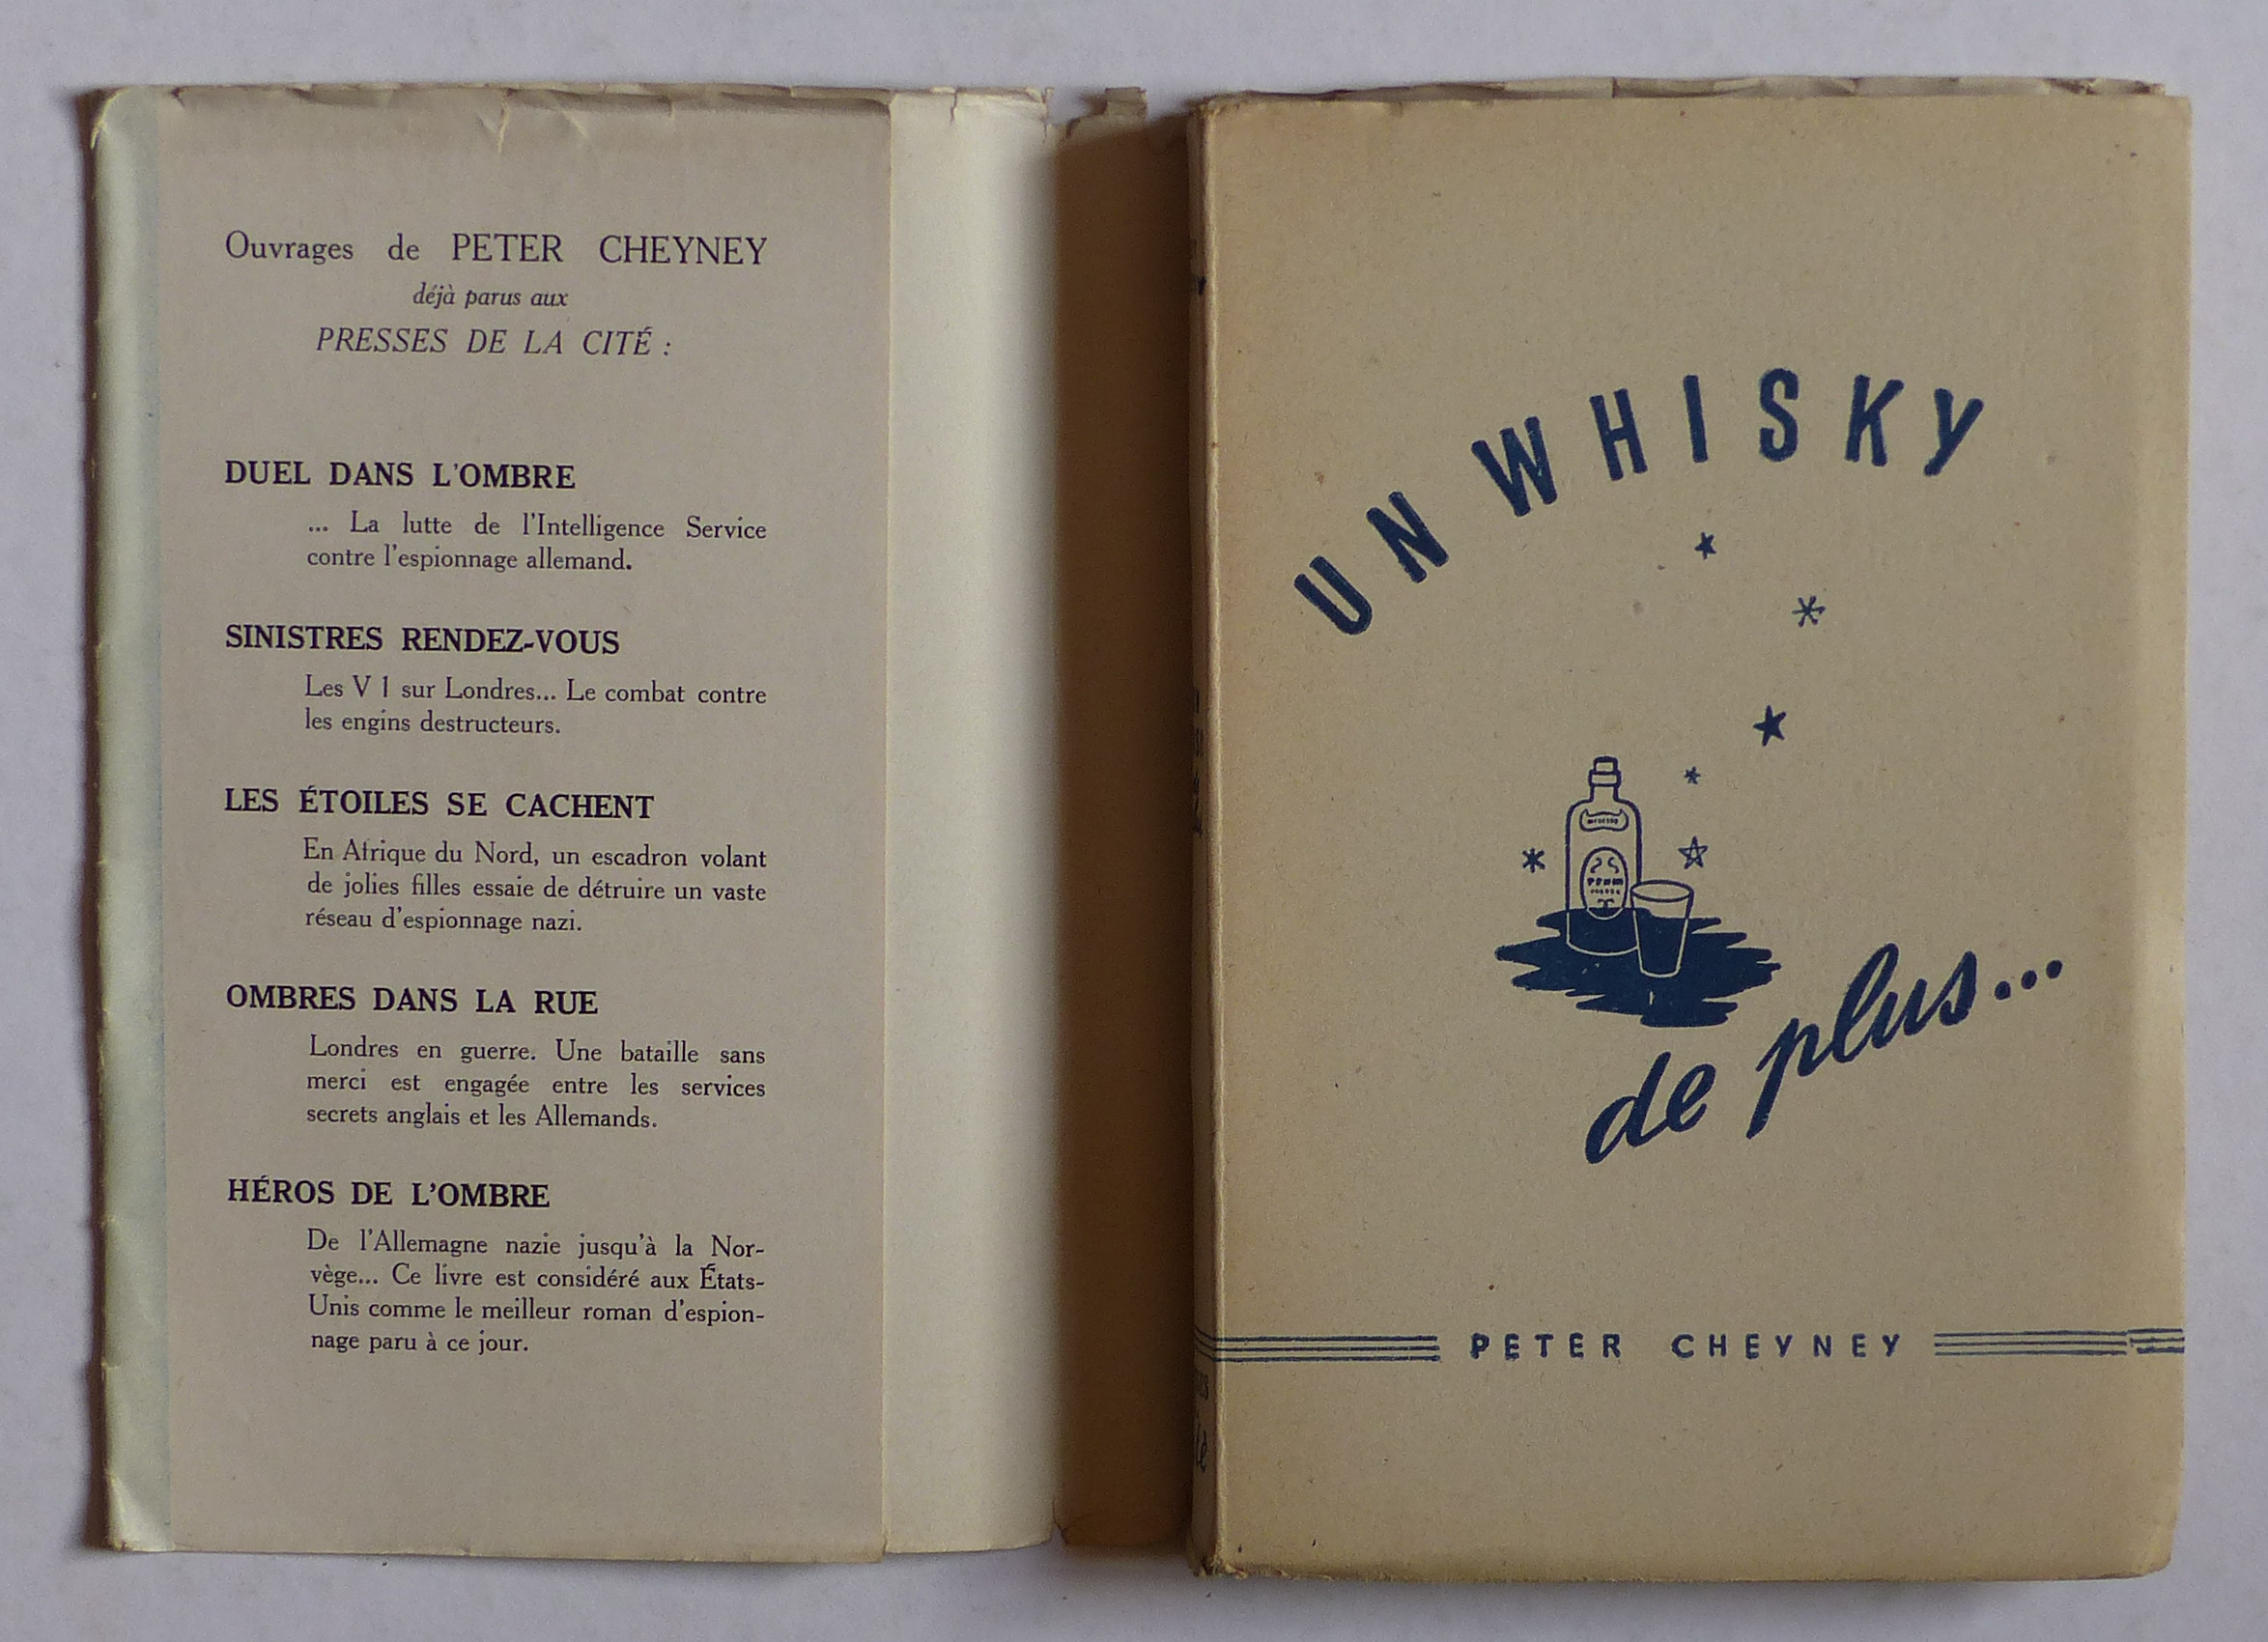 Ouvrages de PETER CHEYNEY
déjà parus aux
PRESSES DE LA CITÉ :
DUEL DANS L'OMBRE
... La lutte de l'Intelligence Service
contre l'espionnage allemand.
SINISTRES RENDEZ-VOUS
Les V 1 sur Londres... Le combat contre
les engins destructeurs.
LES ÉTOILES SE CACHENT
En Afrique du Nord, un escadron volant
de jolies filles essaie de détruire un vaste
réseau d'espionnage nazi.
OMBRES DANS LA RUE
Londres en guerre. Une bataille sans
merci est engagée entre les services
secrets anglais et les Allemands.
HÉROS DE L'OMBRE
De l'Allemagne nazie jusqu'à la Nor-
vège... Ce livre est considéré aux États-
Unis comme le meilleur roman d'espion-
nage paru à ce jour.
UN WHISKY
de plus...
PETER CHEYNEY